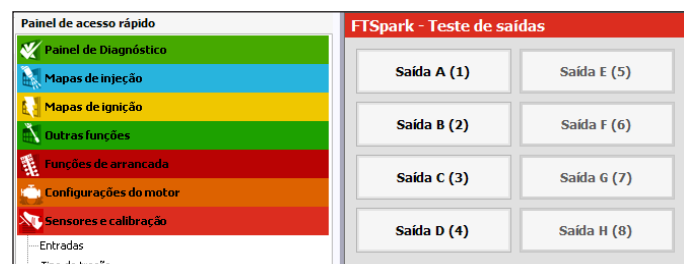 Painel de acesso rápido
Painel de Diagnóstico
Mapas de injeção
Mapas de ignição
Outras funções
Funções de arrancada
Configurações do motor
Sensores e calibração
Entradas
FTSpark - Teste de saídas
Saída A (1)
Saída E (5)
Saída B (2)
Saída F (6)
Saída C (3)
Saída G (7)
Saída D (4)
Saída H (8)